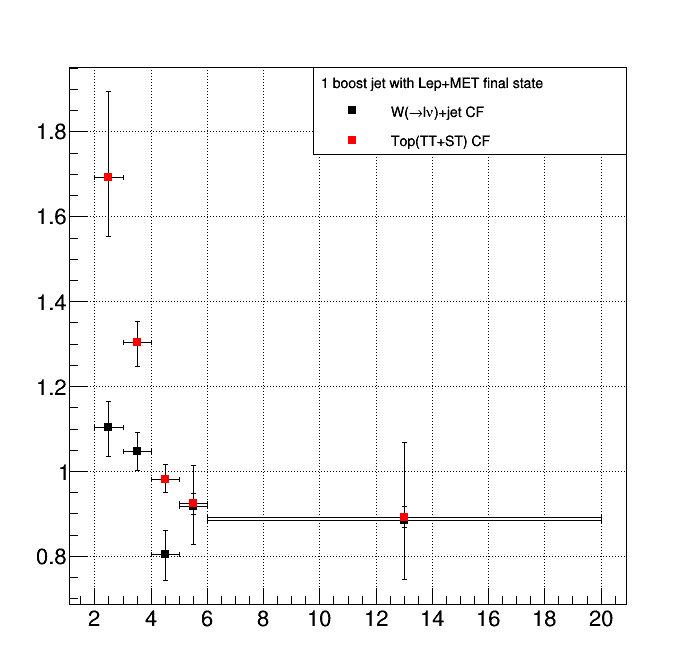 1 boost jet with Lep+MET final state
W(→lν)+jet CF
Top(TT+ST) CF
1.8
1.6
1.4
1.2
1
0.8
2 4 6 8 10 12 14 16 18 20